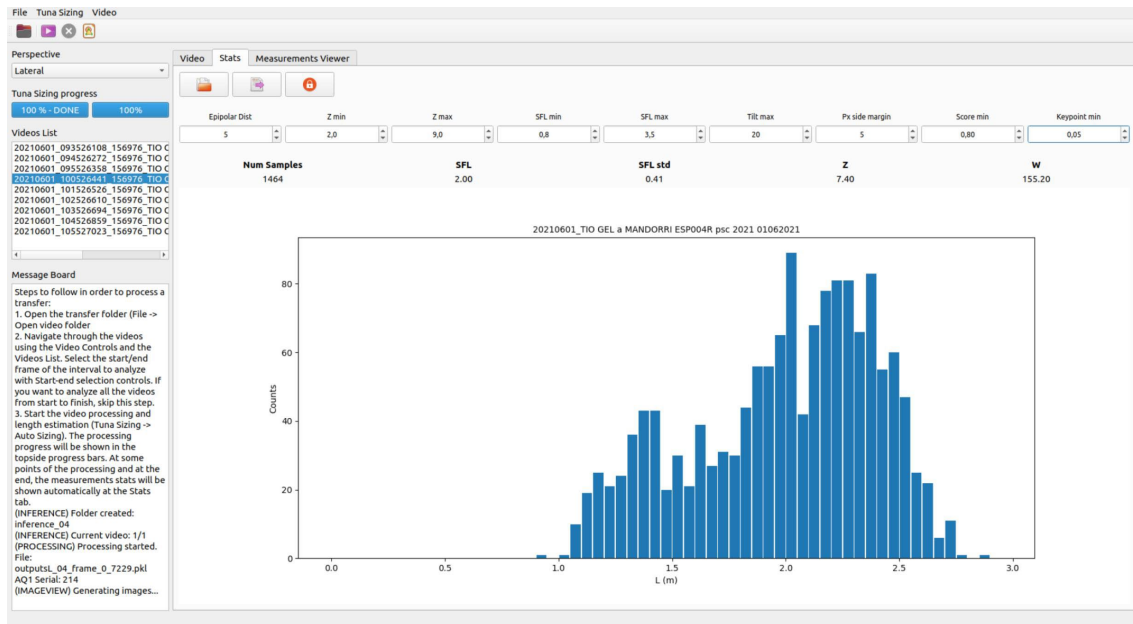 File Tuna Sizing Video
Perspective
Lateral
Tuna Sizing progress
100 % - DONE 100%
Videos List
20210601_093526108_156976_TIO G
20210601_094526272_156976_TIO G
20210601_095526358_156976_TIO G
20210601_100526441_156976_TIO G
20210601_101526526_156976_TIO G
20210601_102526610_156976_TIO G
20210601_103526694_156976_TIO G
20210601_104526859_156976_TIO G
20210601_105527023_156976_TIO G
Message Board
Steps to follow in order to process a
transfer:
1. Open the transfer folder (File ->
Open video folder
2. Navigate through the videos
using the Video Controls and the
Videos List. Select the start/end
frame of the interval to analyze
with Start-end selection controls. If
you want to analyze all the videos
from start to finish, skip this step.
3. Start the video processing and
length estimation (Tuna Sizing ->
Auto Sizing). The processing
progress will be shown in the
topside progress bars. At some
points of the processing and at the
end, the measurements stats will be
shown automatically at the Stats
tab.
(INFERENCE) Folder created:
inference_04
(INFERENCE) Current video: 1/1
(PROCESSING) Processing started.
File:
outputsL_04_frame_0_7229.pkl
AQ1 Serial: 214
(IMAGEVIEW) Generating images...
Video Stats Measurements Viewer
Epipolar Dist Z min Z max SFL min SFL max Tilt max Px side margin Score min Keypoint min
5 2,0 9,0 0,8 3,5 20 5 0,80 0,05
Num Samples SFL SFL std Z W
1464 2.00 0.41 7.40 155.20
20210601_TIO GEL a MANDORRI ESP004R psc 2021 01062021
Counts
80
60
40
20
0
0.0 0.5 1.0 1.5 2.0 2.5 3.0
L (m)